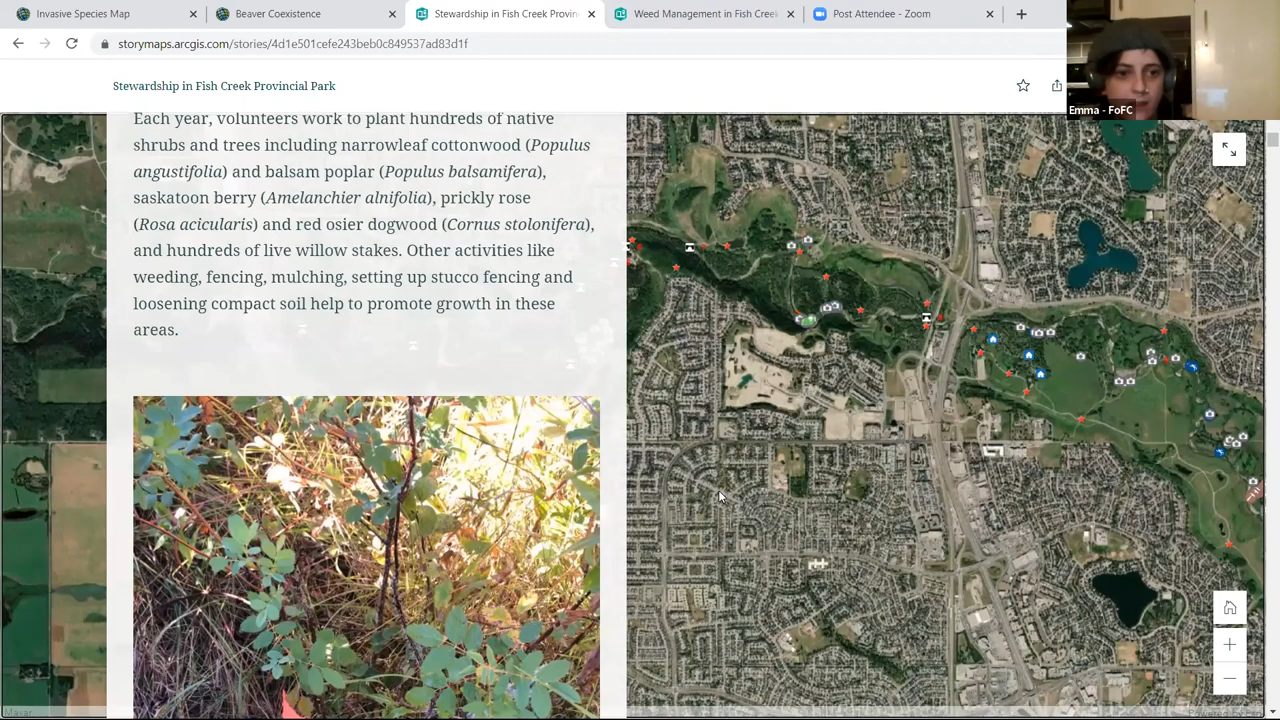 Invasive Species Map
Beaver Coexistence
Stewardship in Fish Creek Provin
Weed Management in Fish Creek
Post Attendee - Zoom
storymaps.arcgis.com/stories/4d1e501cefe243beb0c849537ad83d1f
Emma - FoFC
Stewardship in Fish Creek Provincial Park
Each year, volunteers work to plant hundreds of native
shrubs and trees including narrowleaf cottonwood (Populus
angustifolia) and balsam poplar (Populus balsamifera),
saskatoon berry (Amelanchier alnifolia), prickly rose
(Rosa acicularis) and red osier dogwood (Cornus stolonifera),
and hundreds of live willow stakes. Other activities like
weeding, fencing, mulching, setting up stucco fencing and
loosening compact soil help to promote growth in these
areas.
Maxar
Powered by Esri